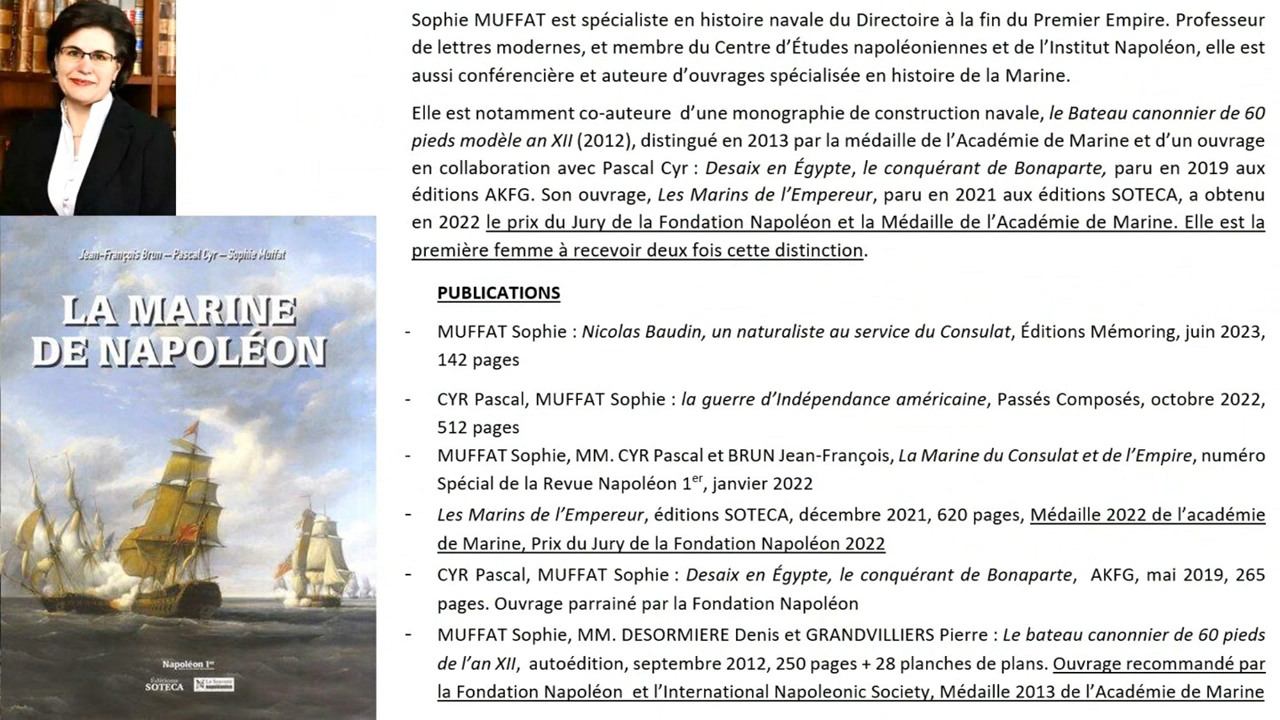 Sophie MUFFAT est spécialiste en histoire navale du Directoire à la fin du Premier Empire. Professeur
de lettres modernes, et membre du Centre d'Études napoléoniennes et de l'Institut Napoléon, elle est
aussi conférencière et auteure d'ouvrages spécialisée en histoire de la Marine.
Elle est notamment co-auteure d'une monographie de construction navale, le Bateau canonnier de 60
pieds modèle an XII (2012), distingué en 2013 par la médaille de l'Académie de Marine et d'un ouvrage
en collaboration avec Pascal Cyr : Desaix en Égypte, le conquérant de Bonaparte, paru en 2019 aux
éditions AKFG. Son ouvrage, Les Marins de l'Empereur, paru en 2021 aux éditions SOTECA, a obtenu
en 2022 le prix du Jury de la Fondation Napoléon et la Médaille de l'Académie de Marine. Elle est la
première femme à recevoir deux fois cette distinction.
Jean-François Brun – Pascal Cyr – Sophie Muffat
LA MARINE
DE NAPOLÉON
Napoléon 1er
Éditions
SOTECA
Le Souvenir
napoléonien
PUBLICATIONS
- MUFFAT Sophie : Nicolas Baudin, un naturaliste au service du Consulat, Éditions Mémoring, juin 2023,
142 pages
- CYR Pascal, MUFFAT Sophie : la guerre d'Indépendance américaine, Passés Composés, octobre 2022,
512 pages
- MUFFAT Sophie, MM. CYR Pascal et BRUN Jean-François, La Marine du Consulat et de l'Empire, numéro
Spécial de la Revue Napoléon 1er, janvier 2022
- Les Marins de l'Empereur, éditions SOTECA, décembre 2021, 620 pages, Médaille 2022 de l'académie
de Marine, Prix du Jury de la Fondation Napoléon 2022
- CYR Pascal, MUFFAT Sophie : Desaix en Égypte, le conquérant de Bonaparte, AKFG, mai 2019, 265
pages. Ouvrage parrainé par la Fondation Napoléon
- MUFFAT Sophie, MM. DESORMIERE Denis et GRANDVILLIERS Pierre : Le bateau canonnier de 60 pieds
de l'an XII, autoédition, septembre 2012, 250 pages + 28 planches de plans. Ouvrage recommandé par
la Fondation Napoléon et l'International Napoleonic Society, Médaille 2013 de l'Académie de Marine